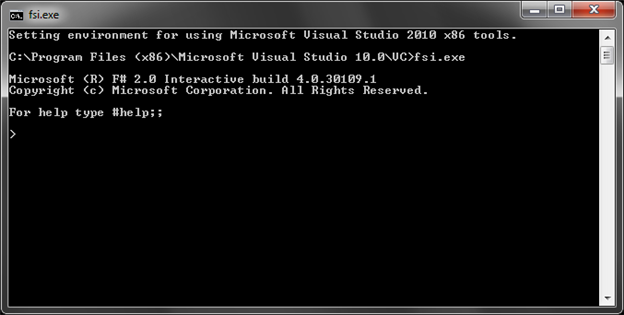 fsi.exe
Setting environment for using Microsoft Visual Studio 2010 x86 tools.
C:\Program Files (x86)\Microsoft Visual Studio 10.0\VC>fsi.exe
Microsoft (R) F# 2.0 Interactive build 4.0.30109.1
Copyright (c) Microsoft Corporation. All Rights Reserved.
For help type #help;;
>